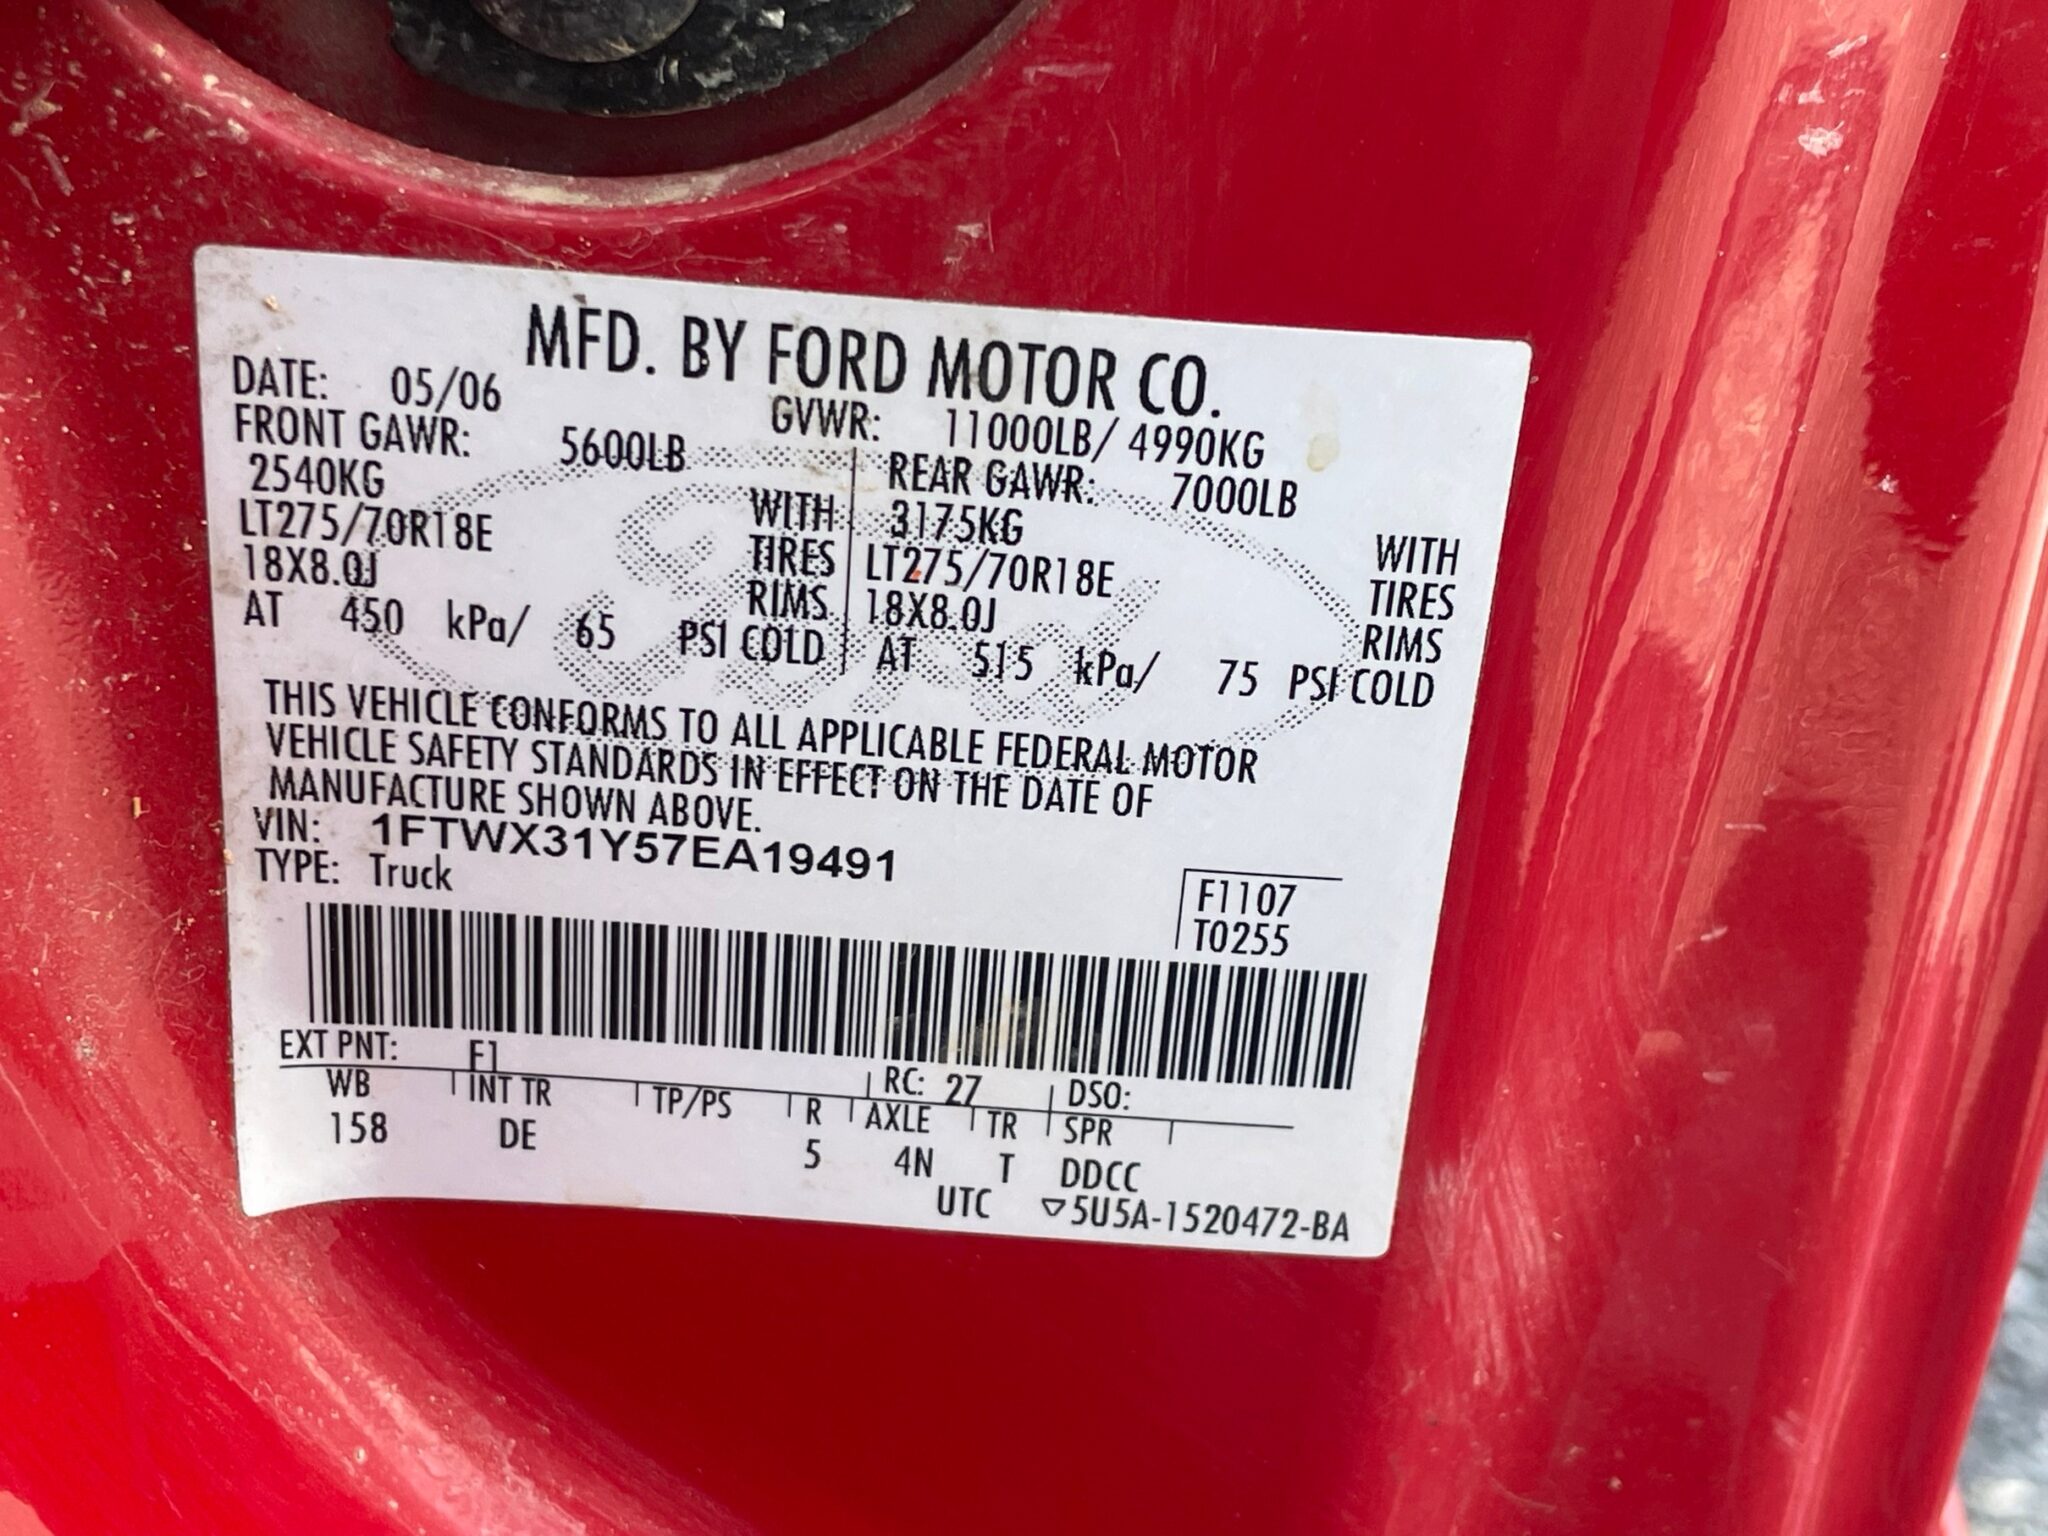 MFD. BY FORD MOTOR CO.
DATE: 05/06 GVWR: 11000LB/ 4990KG
FRONT GAWR: 5600LB REAR GAWR: 7000LB
2540KG WITH 3175KG WITH
LT275/70R18E TIRES LT275/70R18E TIRES
18X8.0J RIMS 18X8.0J RIMS
AT 450 kPa/ 65 PSI COLD AT 515 kPa/ 75 PSI COLD
Ford
THIS VEHICLE CONFORMS TO ALL APPLICABLE FEDERAL MOTOR
VEHICLE SAFETY STANDARDS IN EFFECT ON THE DATE OF
MANUFACTURE SHOWN ABOVE.
VIN: 1FTWX31Y57EA19491
TYPE: Truck
F1107
T0255
EXT PNT: F1 RC: 27 DSO:
WB INT TR TP/PS R AXLE TR SPR
158 DE 5 4N T DDCC
UTC ▽5U5A-1520472-BA